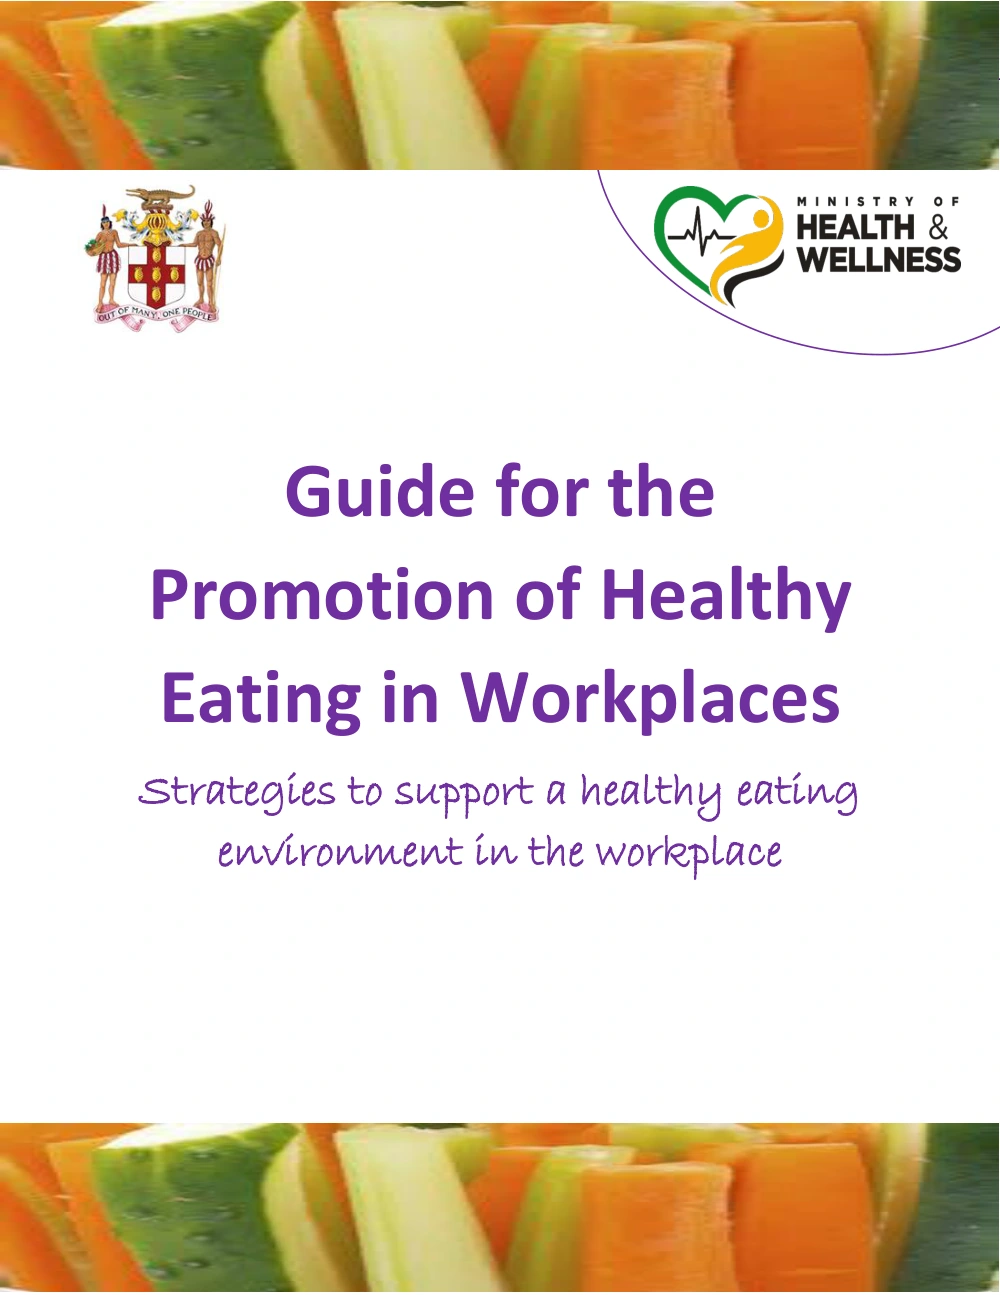 OUT OF MANY, ONE PEOPLE
MINISTRY OF
HEALTH &
WELLNESS
Guide for the
Promotion of Healthy
Eating in Workplaces
Strategies to support a healthy eating
environment in the workplace